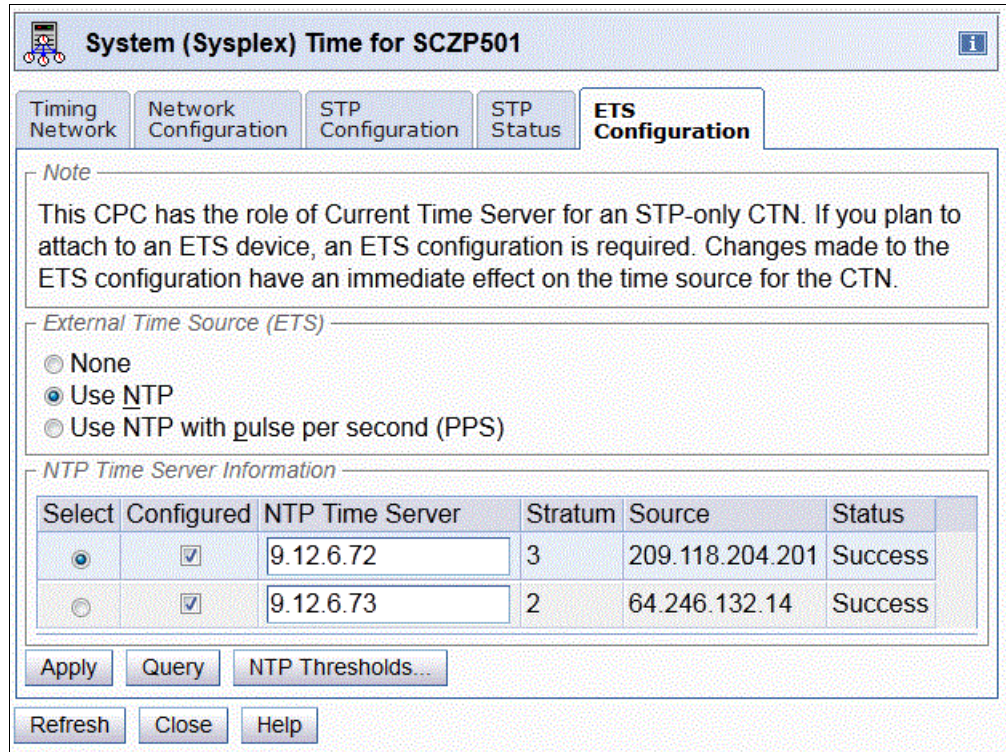 System (Sysplex) Time for SCZP501
i
Timing Network
Network Configuration
STP Configuration
STP Status
ETS Configuration
Note
This CPC has the role of Current Time Server for an STP-only CTN. If you plan to
attach to an ETS device, an ETS configuration is required. Changes made to the
ETS configuration have an immediate effect on the time source for the CTN.
External Time Source (ETS)
None
Use NTP
Use NTP with pulse per second (PPS)
NTP Time Server Information
Select Configured NTP Time Server Stratum Source Status
9.12.6.72 3 209.118.204.201 Success
9.12.6.73 2 64.246.132.14 Success
Apply Query NTP Thresholds...
Refresh Close Help